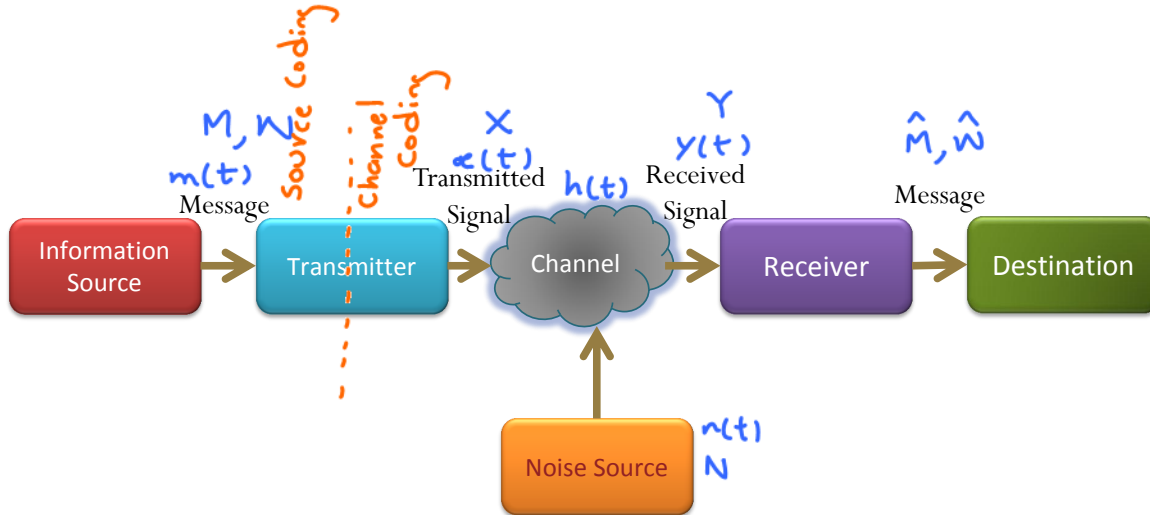 Source Coding
Channel
Coding
M, W
m(t)
Message
X
x(t)
Transmitted
Signal
h(t)
Y
y(t)
Received
Signal
M̂, Ŵ
Message
Information
Source
Transmitter
Channel
Receiver
Destination
Noise Source
n(t)
N